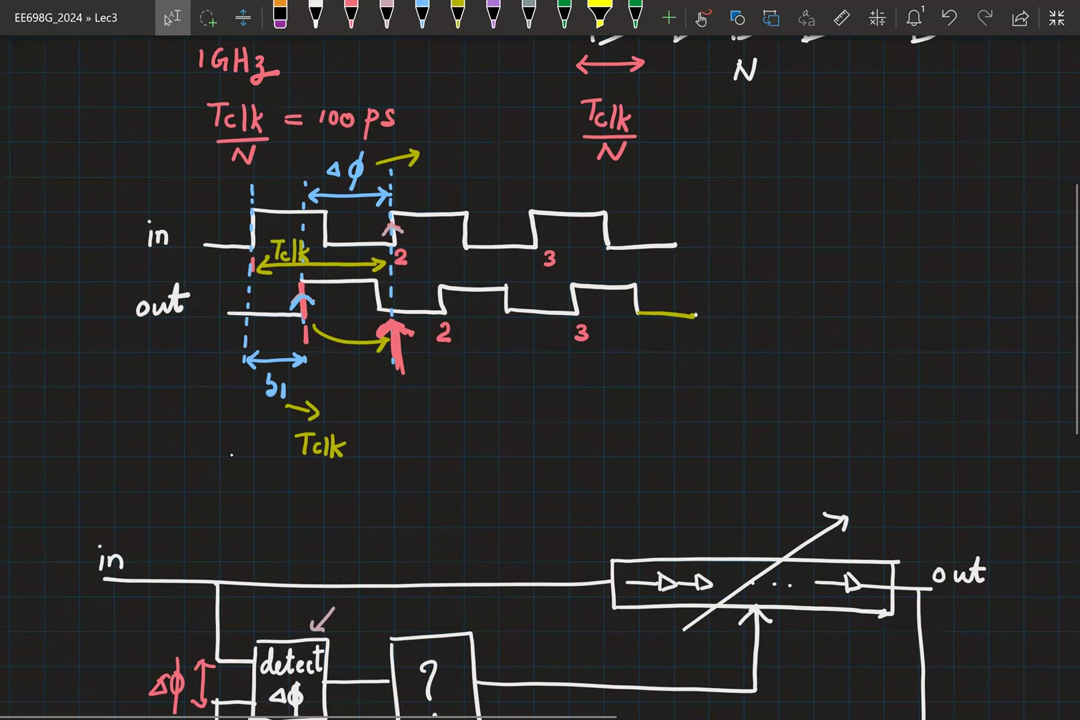 EE698G_2024 » Lec3
1GHz
N
Tclk/N = 100 ps
Tclk/N
Δϕ
in
Tclk
2
3
out
1
2
3
Tclk
in
out
detect
Δϕ
Δϕ
?